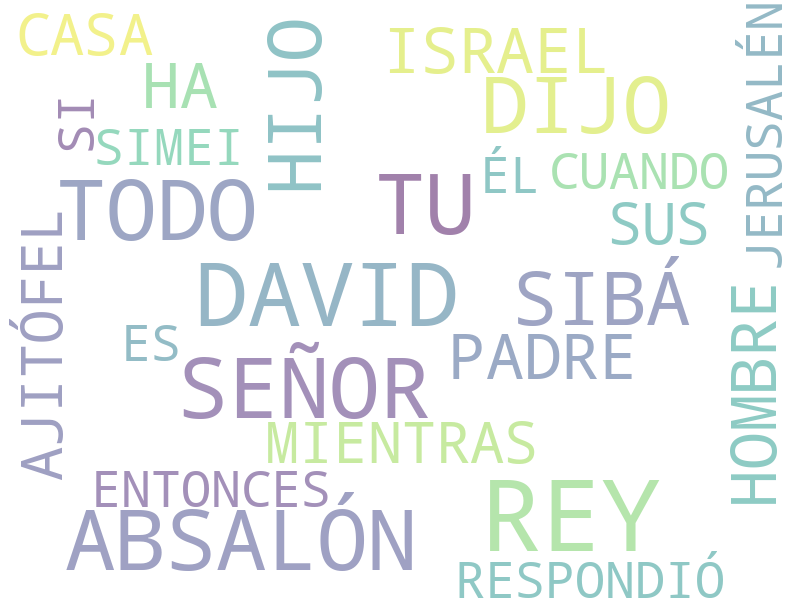 CASA
HA
HIJO
ISRAEL
DIJO
JERUSALÉN
SI
SIMEI
TODO
TU
ÉL
CUANDO
SUS
AJITÓFEL
DAVID
SIBÁ
HOMBRE
ES
SEÑOR
PADRE
MIENTRAS
ENTONCES
ABSALÓN
REY
RESPONDIÓ